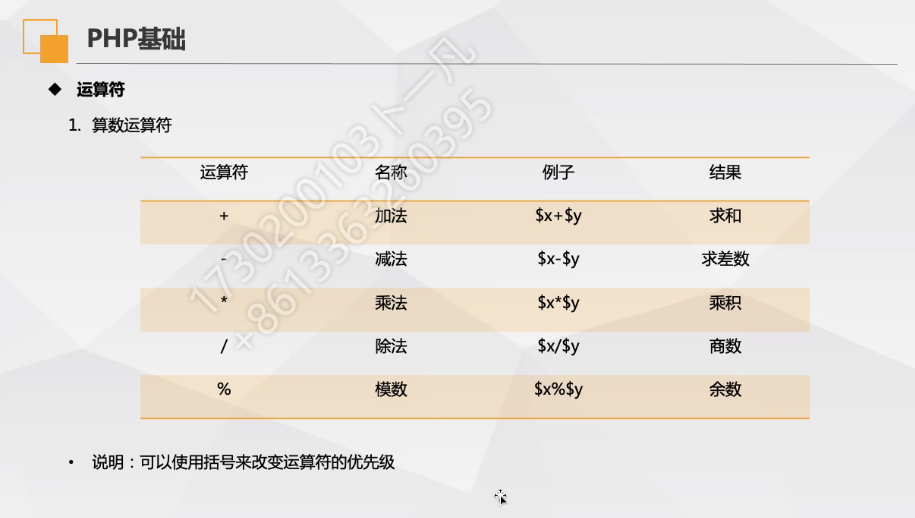 PHP基础
◆ 运算符
1. 算数运算符
运算符 名称 例子 结果
+ 加法 $x+$y 求和
- 减法 $x-$y 求差数
* 乘法 $x*$y 乘积
/ 除法 $x/$y 商数
% 模数 $x%$y 余数
• 说明：可以使用括号来改变运算符的优先级
1730200103卜一凡
+8613363200395